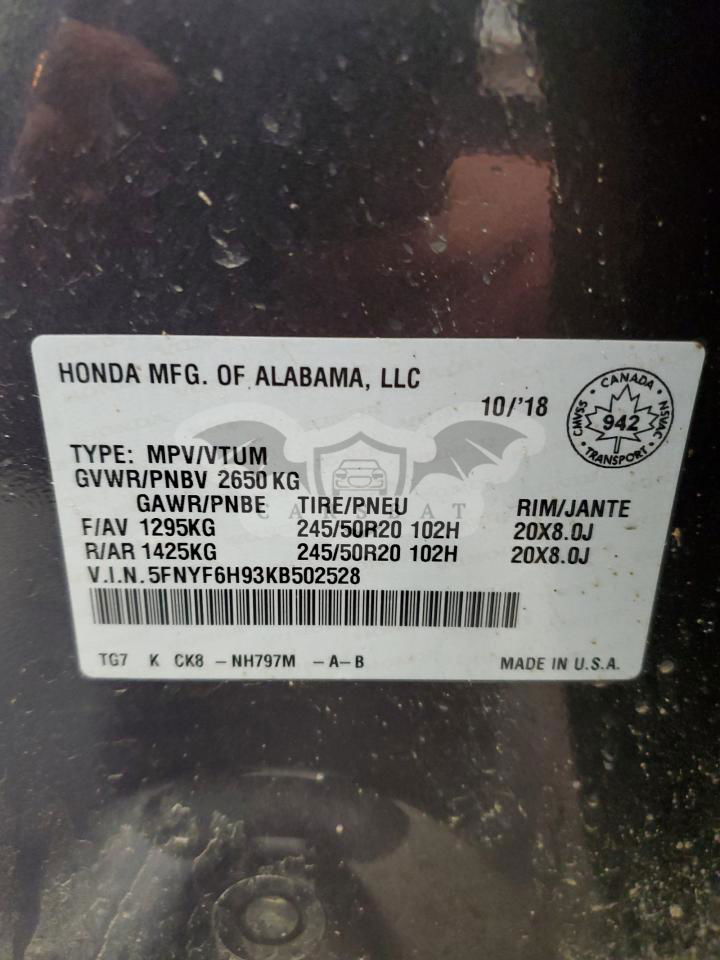 HONDA MFG. OF ALABAMA, LLC
10/'18
CANADA
CMVSS 942 NSVAC
TRANSPORT
TYPE: MPV/VTUM
GVWR/PNBV 2650 KG
GAWR/PNBE TIRE/PNEU RIM/JANTE
F/AV 1295KG 245/50R20 102H 20X8.0J
R/AR 1425KG 245/50R20 102H 20X8.0J
V.I.N. 5FNYF6H93KB502528
TG7 K CK8 -NH797M -A-B MADE IN U.S.A.